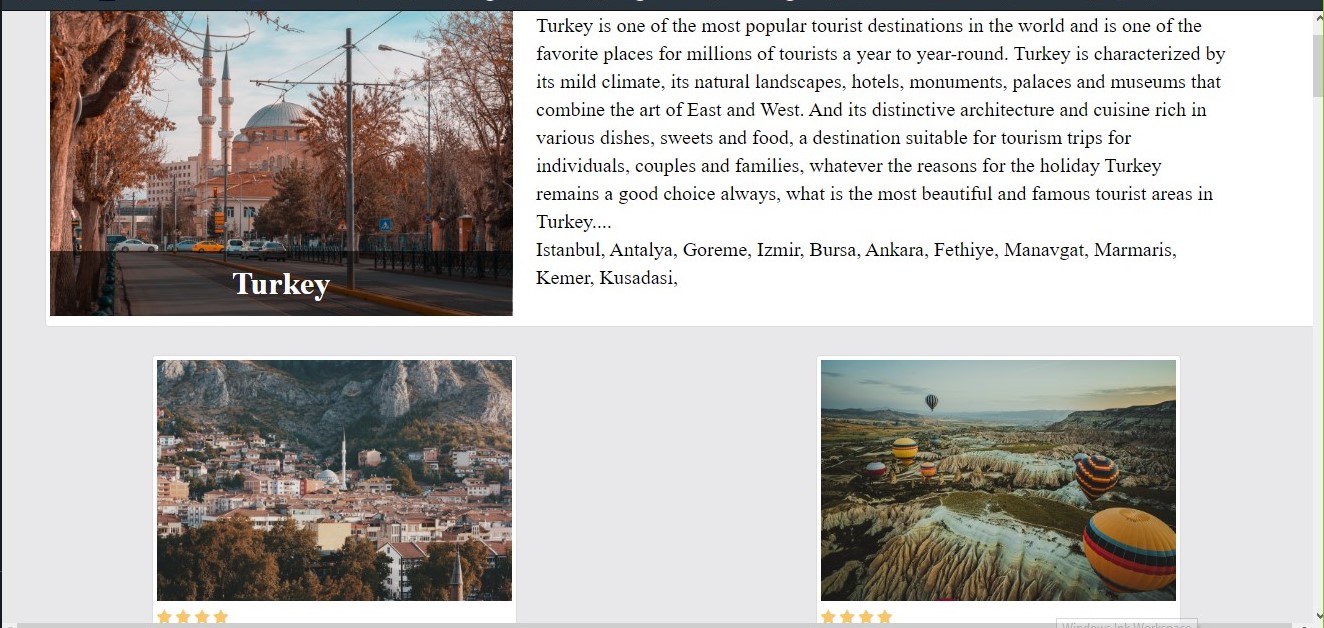 Turkey is one of the most popular tourist destinations in the world and is one of the
favorite places for millions of tourists a year to year-round. Turkey is characterized by
its mild climate, its natural landscapes, hotels, monuments, palaces and museums that
combine the art of East and West. And its distinctive architecture and cuisine rich in
various dishes, sweets and food, a destination suitable for tourism trips for
individuals, couples and families, whatever the reasons for the holiday Turkey
remains a good choice always, what is the most beautiful and famous tourist areas in
Turkey....
Istanbul, Antalya, Goreme, Izmir, Bursa, Ankara, Fethiye, Manavgat, Marmaris,
Kemer, Kusadasi,
Turkey
Windows Ink Workspace